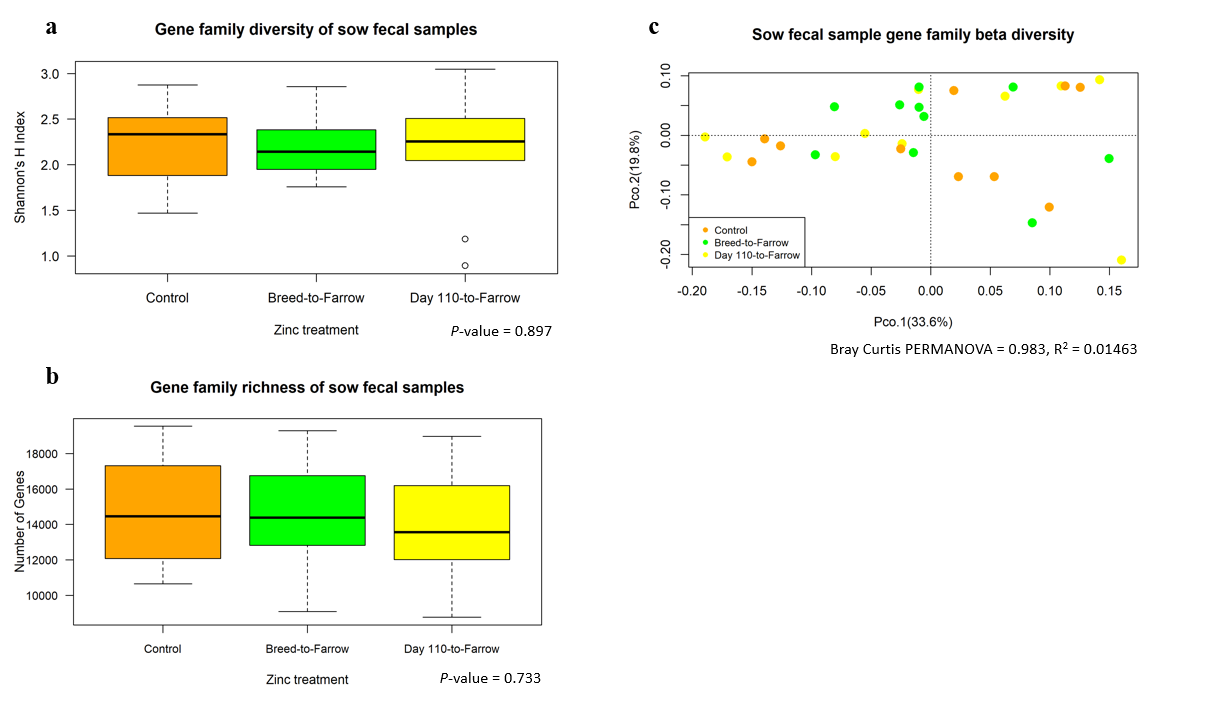 a
Gene family diversity of sow fecal samples
Shannon's H Index
3.0
2.5
2.0
1.5
1.0
Control
Breed-to-Farrow
Day 110-to-Farrow
Zinc treatment
P-value = 0.897
b
Gene family richness of sow fecal samples
Number of Genes
18000
16000
14000
12000
10000
Control
Breed-to-Farrow
Day 110-to-Farrow
Zinc treatment
P-value = 0.733
c
Sow fecal sample gene family beta diversity
Pco.2(19.8%)
0.10
0.00
-0.10
-0.20
Control
Breed-to-Farrow
Day 110-to-Farrow
-0.20
-0.15
-0.10
-0.05
0.00
0.05
0.10
0.15
Pco.1(33.6%)
Bray Curtis PERMANOVA = 0.983, R² = 0.01463